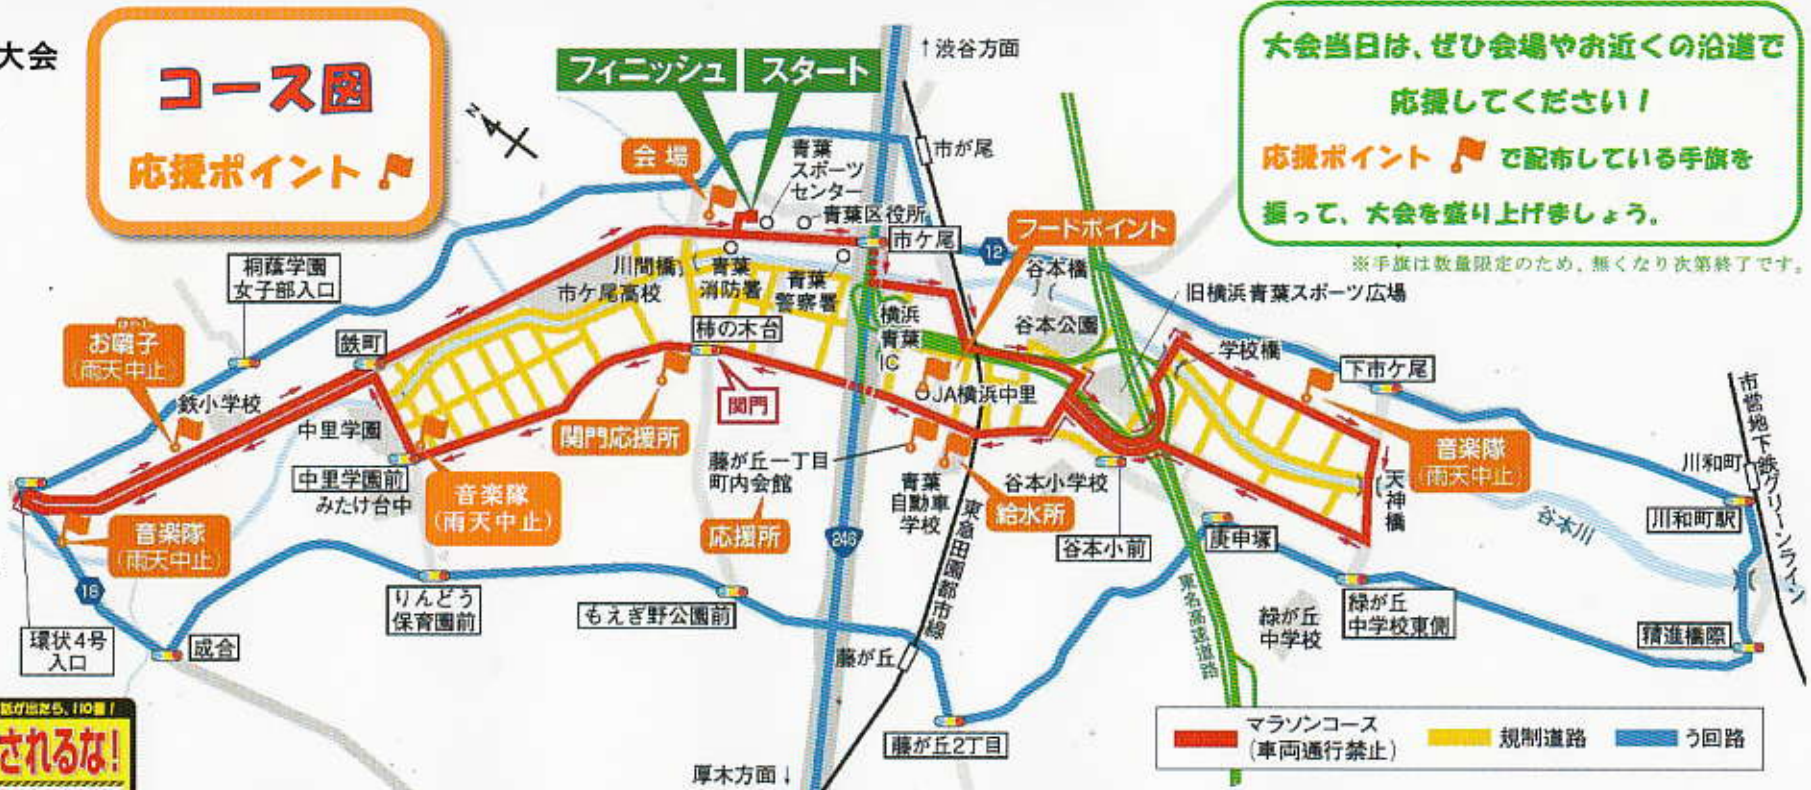 大会
コース図
応援ポイント
フィニッシュ
スタート
↑渋谷方面
大会当日は、ぜひ会場やお近くの沿道で
応援してください！
応援ポイント で配布している手旗を
振って、大会を盛り上げましょう。
※手旗は数量限定のため、無くなり次第終了です。
N
会場
青葉
スポーツ
センター
青葉区役所
市が尾
市ケ尾
フードポイント
12
谷本橋
旧横浜青葉スポーツ広場
桐蔭学園
女子部入口
川間橋
市ケ尾高校
青葉
消防署
青葉
警察署
横浜
青葉
IC
谷本公園
学校橋
下市ケ尾
市営地下鉄グリーンライン
お囃子
(雨天中止)
鉄町
柿の木台
関門
JA横浜中里
鉄小学校
中里学園
関門応援所
音楽隊
(雨天中止)
川和町
天神橋
中里学園前
みたけ台中
音楽隊
(雨天中止)
藤が丘一丁目
町内会館
応援所
青葉
自動車
学校
給水所
谷本小学校
谷本小前
庚申塚
谷本川
川和町駅
音楽隊
(雨天中止)
246
東急田園都市線
東名高速道路
18
環状4号
入口
成合
りんどう
保育園前
もえぎ野公園前
藤が丘
緑が丘
中学校
緑が丘
中学校東側
精進橋際
藤が丘2丁目
厚木方面↓
マラソンコース
(車両通行禁止)
規制道路
う回路
話が出たら、110番！
されるな！